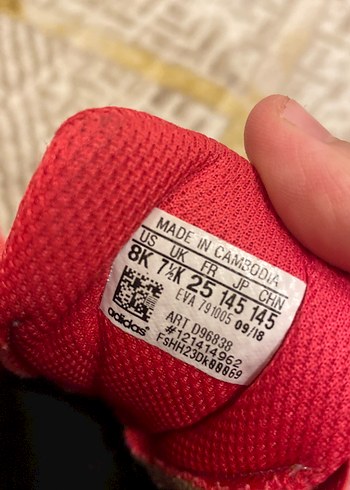 MADE IN CAMBODIA
US UK FR JP CHN
8K 7½K 25 145 145
EVA 791005 09/18
ART D96838
#121414962
FsHH23Dk00069
adidas